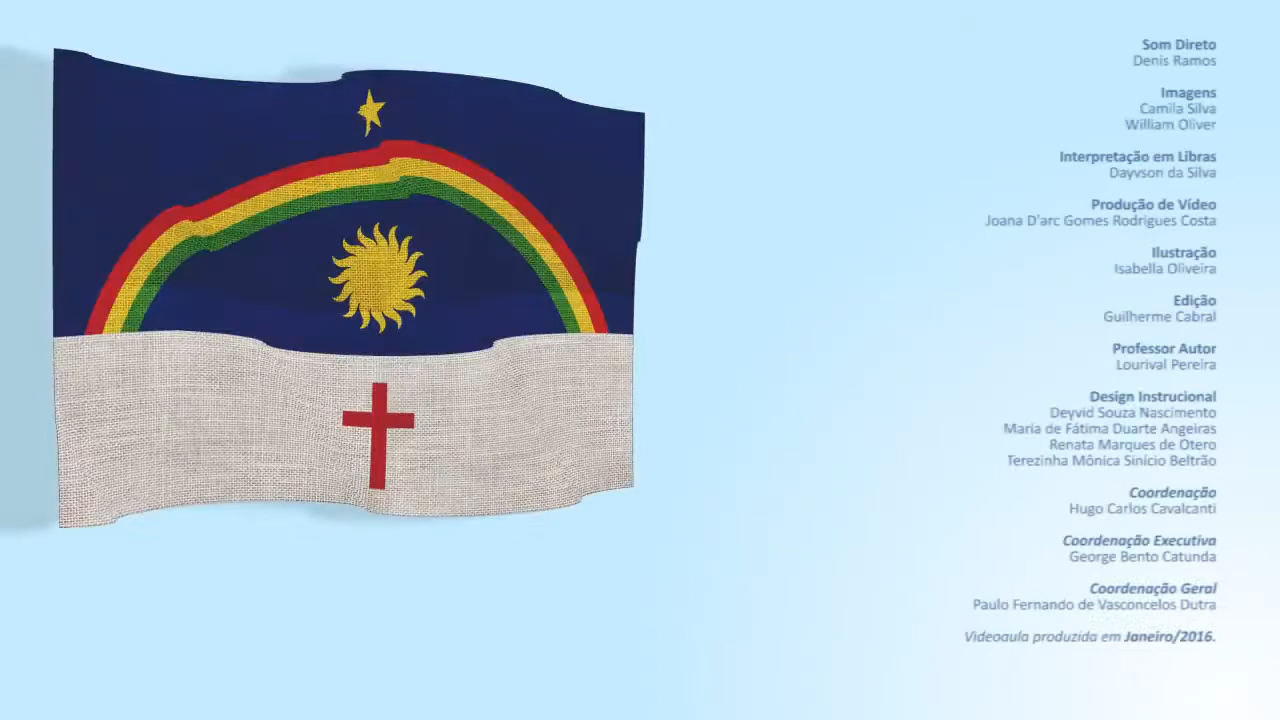 Som Direto
Denis Ramos
Imagens
Camila Silva
William Oliver
Interpretação em Libras
Dayvson da Silva
Produção de Vídeo
Joana D'arc Gomes Rodrigues Costa
Ilustração
Isabella Oliveira
Edição
Guilherme Cabral
Professor Autor
Lourival Pereira
Design Instrucional
Deyvid Souza Nascimento
Maria de Fátima Duarte Angeiras
Renata Marques de Otero
Terezinha Mônica Sinício Beltrão
Coordenação
Hugo Carlos Cavalcanti
Coordenação Executiva
George Bento Catunda
Coordenação Geral
Paulo Fernando de Vasconcelos Dutra
Videoaula produzida em Janeiro/2016.